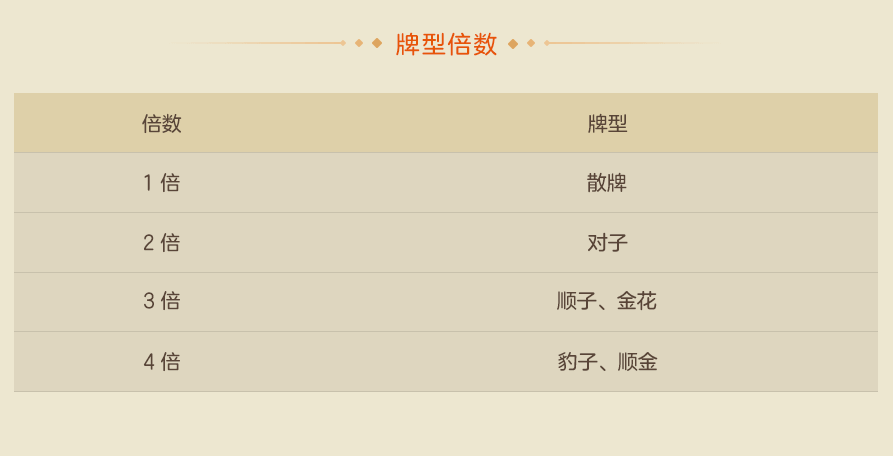 牌型倍数
倍数 牌型
1 倍 散牌
2 倍 对子
3 倍 顺子、金花
4 倍 豹子、顺金